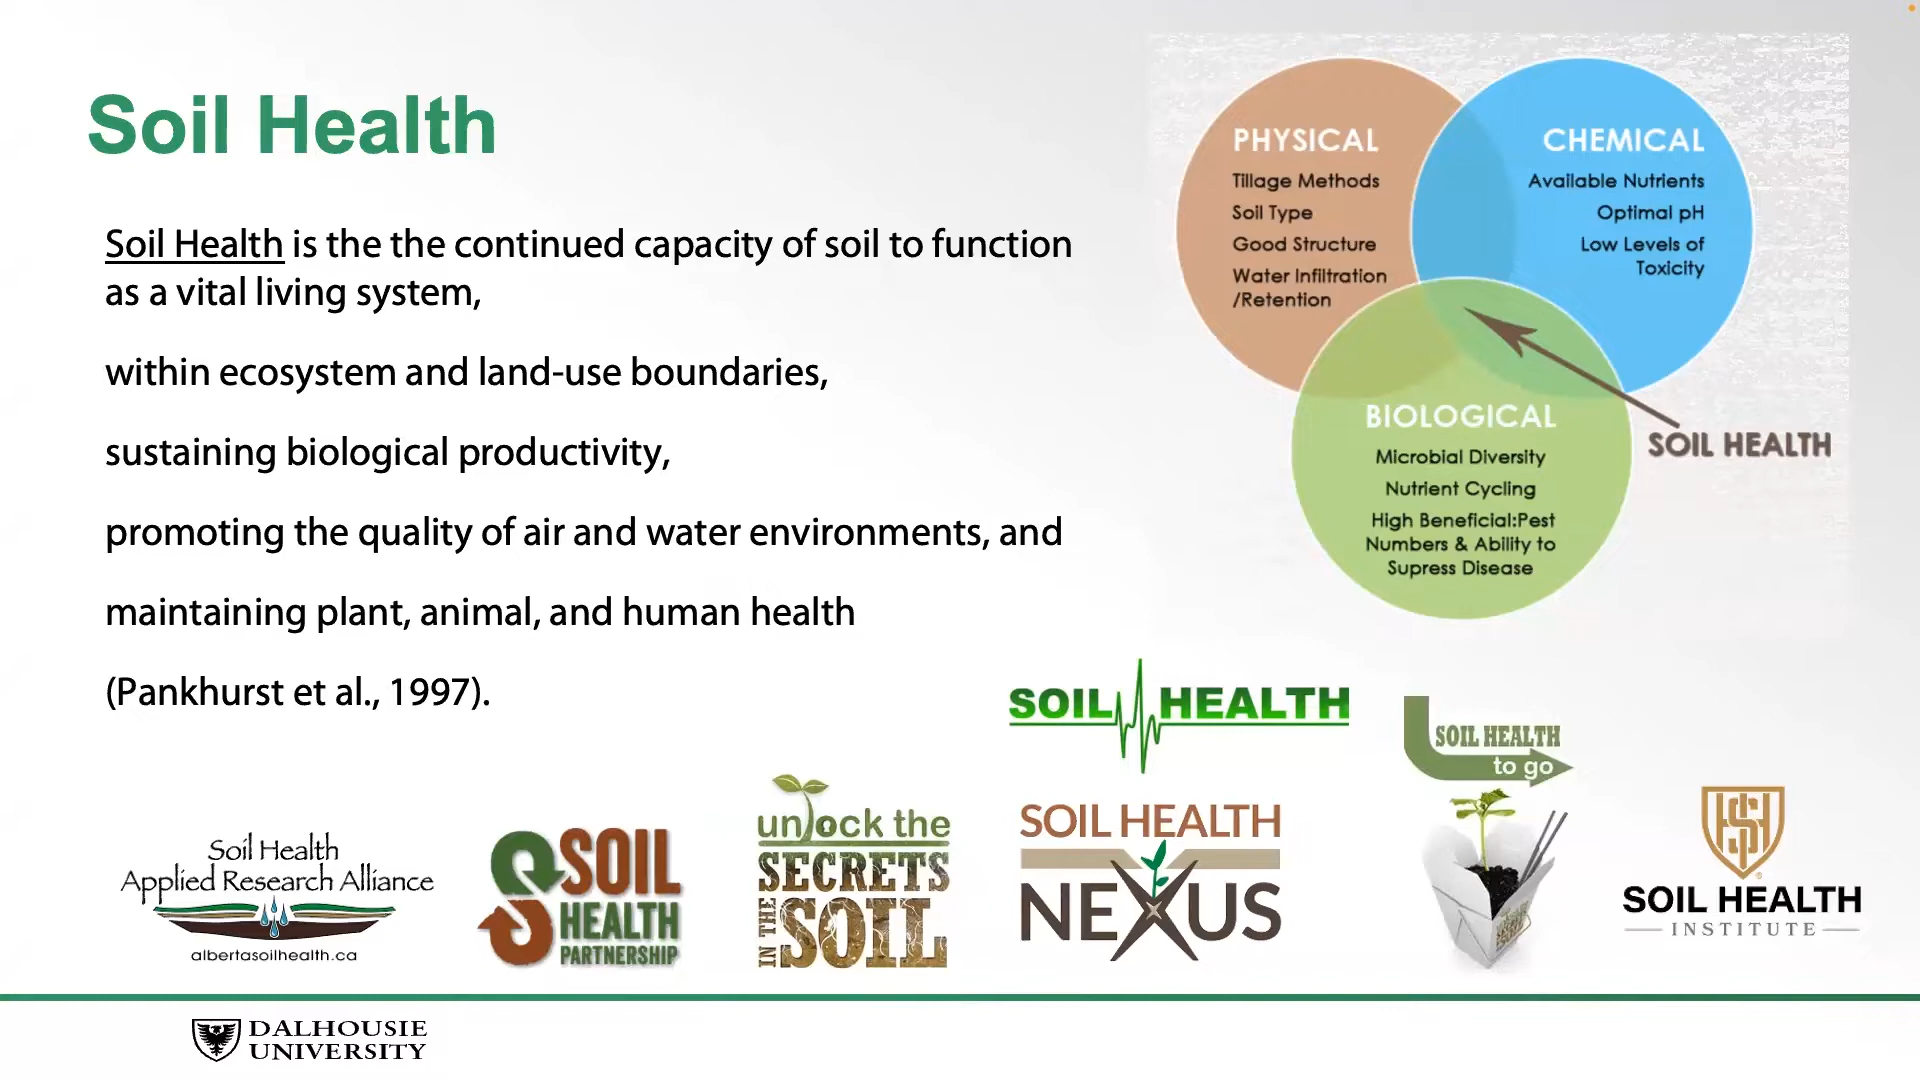 Soil Health
Soil Health is the the continued capacity of soil to function
as a vital living system,
within ecosystem and land-use boundaries,
sustaining biological productivity,
promoting the quality of air and water environments, and
maintaining plant, animal, and human health
(Pankhurst et al., 1997).
PHYSICAL
Tillage Methods
Soil Type
Good Structure
Water Infiltration
/Retention
CHEMICAL
Available Nutrients
Optimal pH
Low Levels of
Toxicity
BIOLOGICAL
Microbial Diversity
Nutrient Cycling
High Beneficial:Pest
Numbers & Ability to
Supress Disease
SOIL HEALTH
SOIL HEALTH
SOIL HEALTH
to go
Soil Health
Applied Research Alliance
albertasoilhealth.ca
SOIL
HEALTH
PARTNERSHIP
unlock the
SECRETS
IN THE
SOIL
SOIL HEALTH
NEXUS
SOIL HEALTH
INSTITUTE
DALHOUSIE
UNIVERSITY